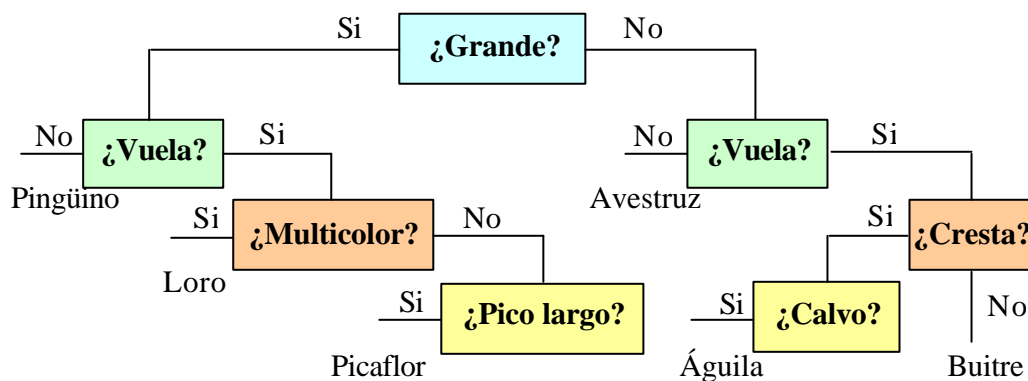 Si ¿Grande? No
No ¿Vuela? Si No ¿Vuela? Si
Pingüino Avestruz
Si ¿Multicolor? No Si ¿Cresta?
Loro
Si ¿Pico largo? Si ¿Calvo? No
Picaflor Águila Buitre